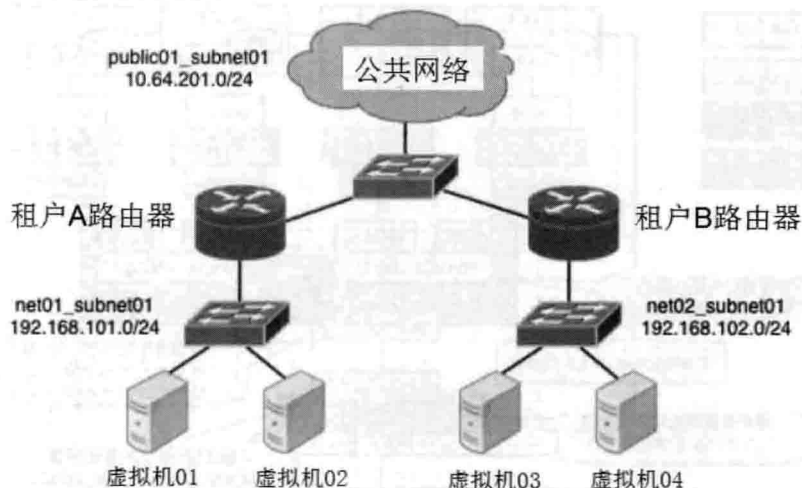 public01_subnet01
10.64.201.0/24
公共网络
租户A路由器
租户B路由器
net01_subnet01
192.168.101.0/24
net02_subnet01
192.168.102.0/24
虚拟机01
虚拟机02
虚拟机03
虚拟机04